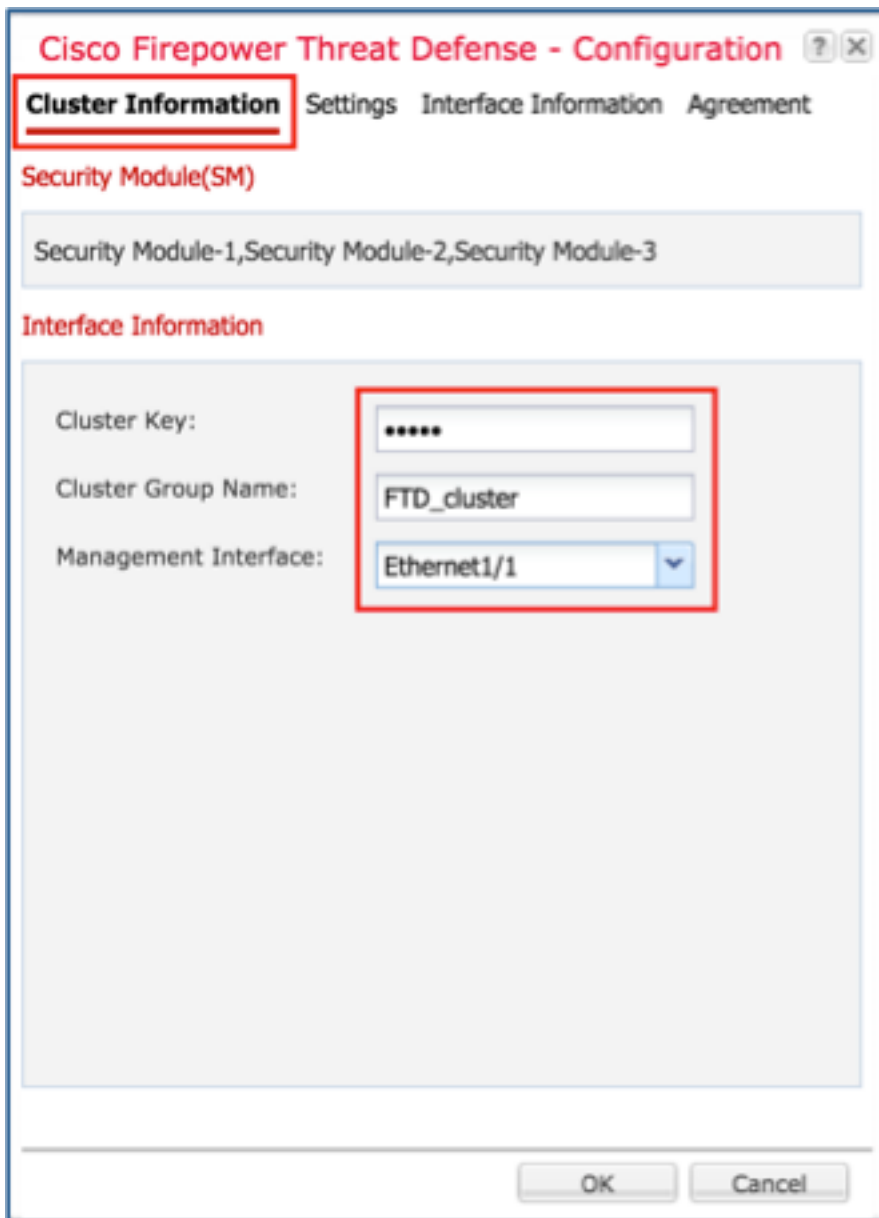 Cisco Firepower Threat Defense - Configuration ? ×
Cluster Information Settings Interface Information Agreement
Security Module(SM)
Security Module-1,Security Module-2,Security Module-3
Interface Information
Cluster Key: •••••
Cluster Group Name: FTD_cluster
Management Interface: Ethernet1/1
OK Cancel